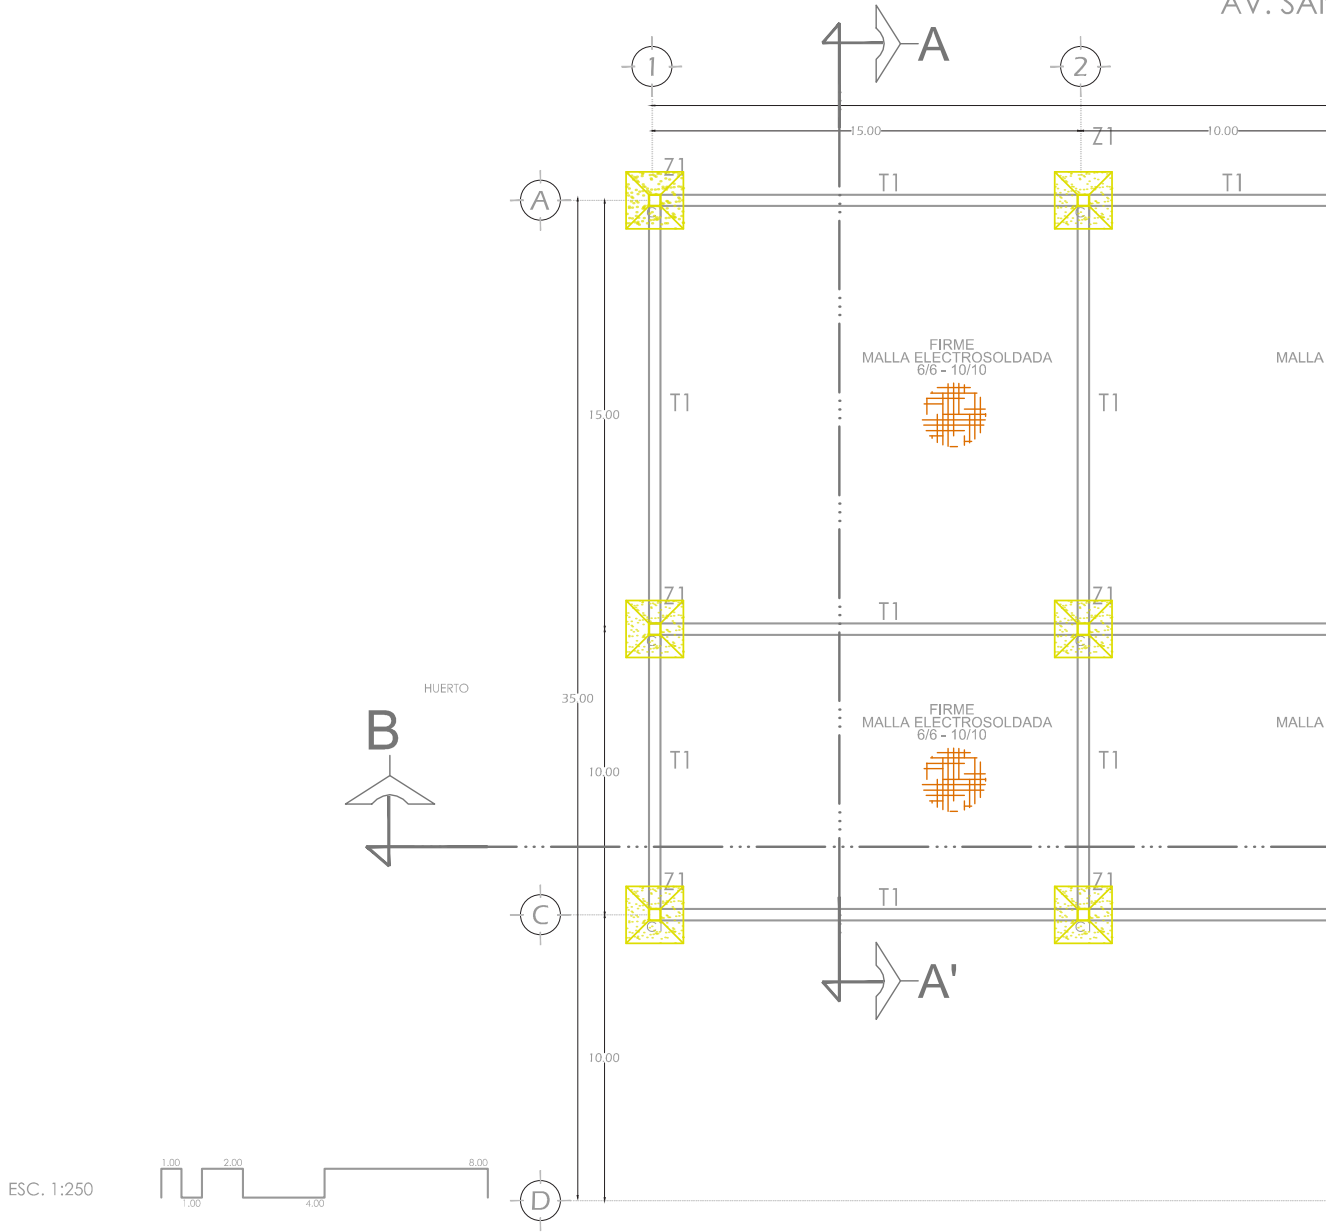 AV. SAN
A
1
2
15.00
10.00
Z1
Z1
T1
T1
A
C
C
FIRME
MALLA ELECTROSOLDADA
6/6 - 10/10
MALLA
T1
T1
15.00
Z1
Z1
T1
C
C
HUERTO
35.00
B
FIRME
MALLA ELECTROSOLDADA
6/6 - 10/10
MALLA
T1
T1
10.00
Z1
Z1
T1
C
C
C
A'
10.00
1.00
2.00
8.00
ESC. 1:250
1.00
4.00
D